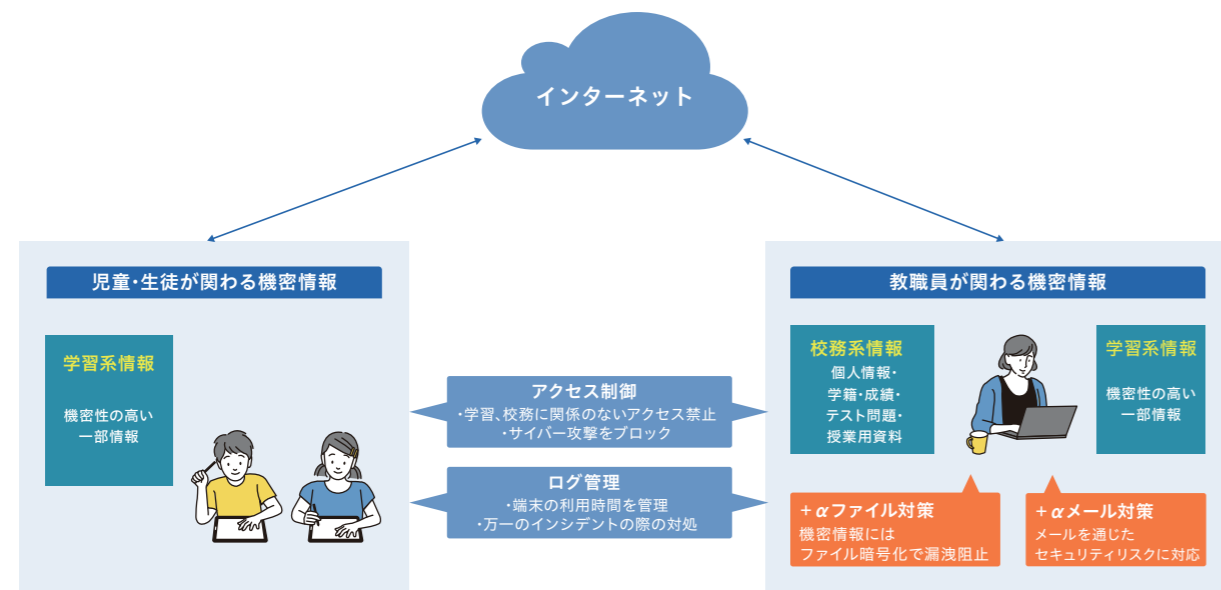 インターネット
児童・生徒が関わる機密情報
学習系情報
機密性の高い
一部情報
アクセス制御
・学習、校務に関係のないアクセス禁止
・サイバー攻撃をブロック
ログ管理
・端末の利用時間を管理
・万一のインシデントの際の対処
教職員が関わる機密情報
校務系情報
個人情報・
学籍・成績・
テスト問題・
授業用資料
学習系情報
機密性の高い
一部情報
+αファイル対策
機密情報には
ファイル暗号化で漏洩阻止
+αメール対策
メールを通じた
セキュリティリスクに対応